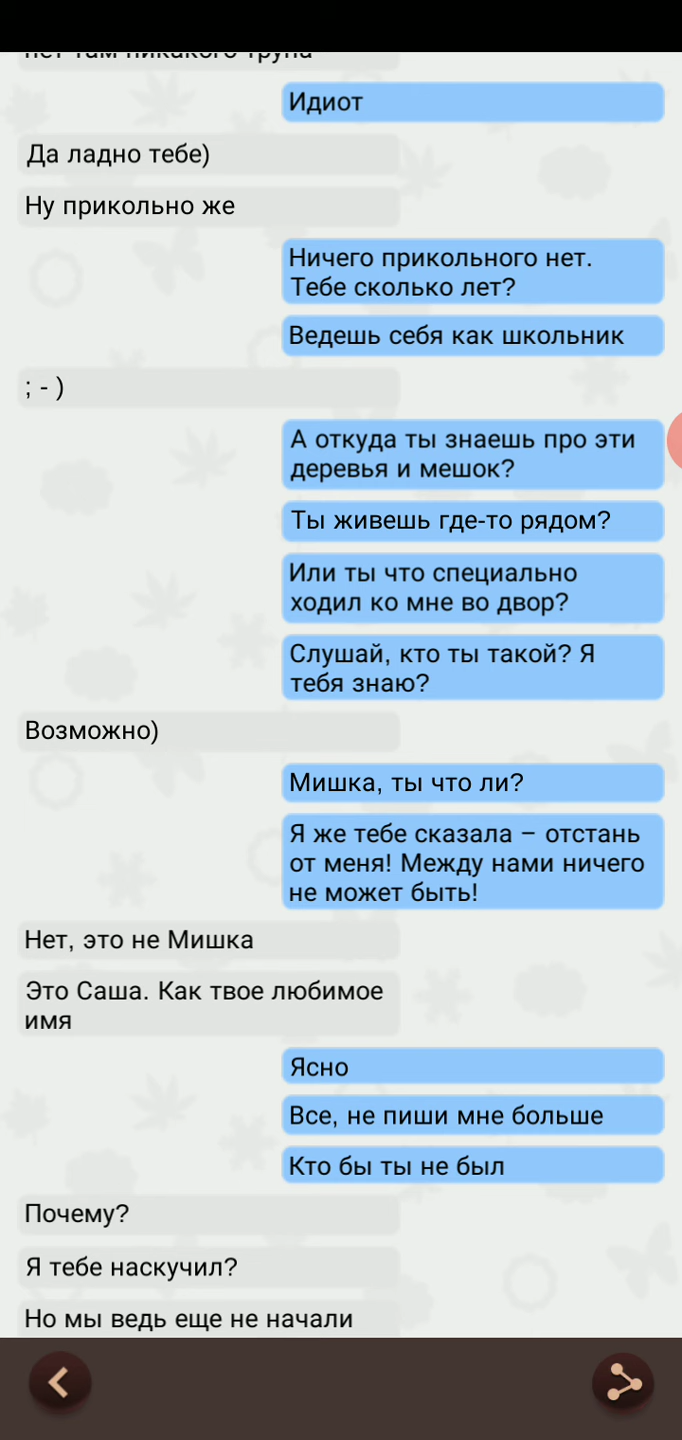 нет там никакого трупа
Идиот
Да ладно тебе)
Ну прикольно же
Ничего прикольного нет.
Тебе сколько лет?
Ведешь себя как школьник
; - )
А откуда ты знаешь про эти
деревья и мешок?
Ты живешь где-то рядом?
Или ты что специально
ходил ко мне во двор?
Слушай, кто ты такой? Я
тебя знаю?
Возможно)
Мишка, ты что ли?
Я же тебе сказала – отстань
от меня! Между нами ничего
не может быть!
Нет, это не Мишка
Это Саша. Как твое любимое
имя
Ясно
Все, не пиши мне больше
Кто бы ты не был
Почему?
Я тебе наскучил?
Но мы ведь еще не начали